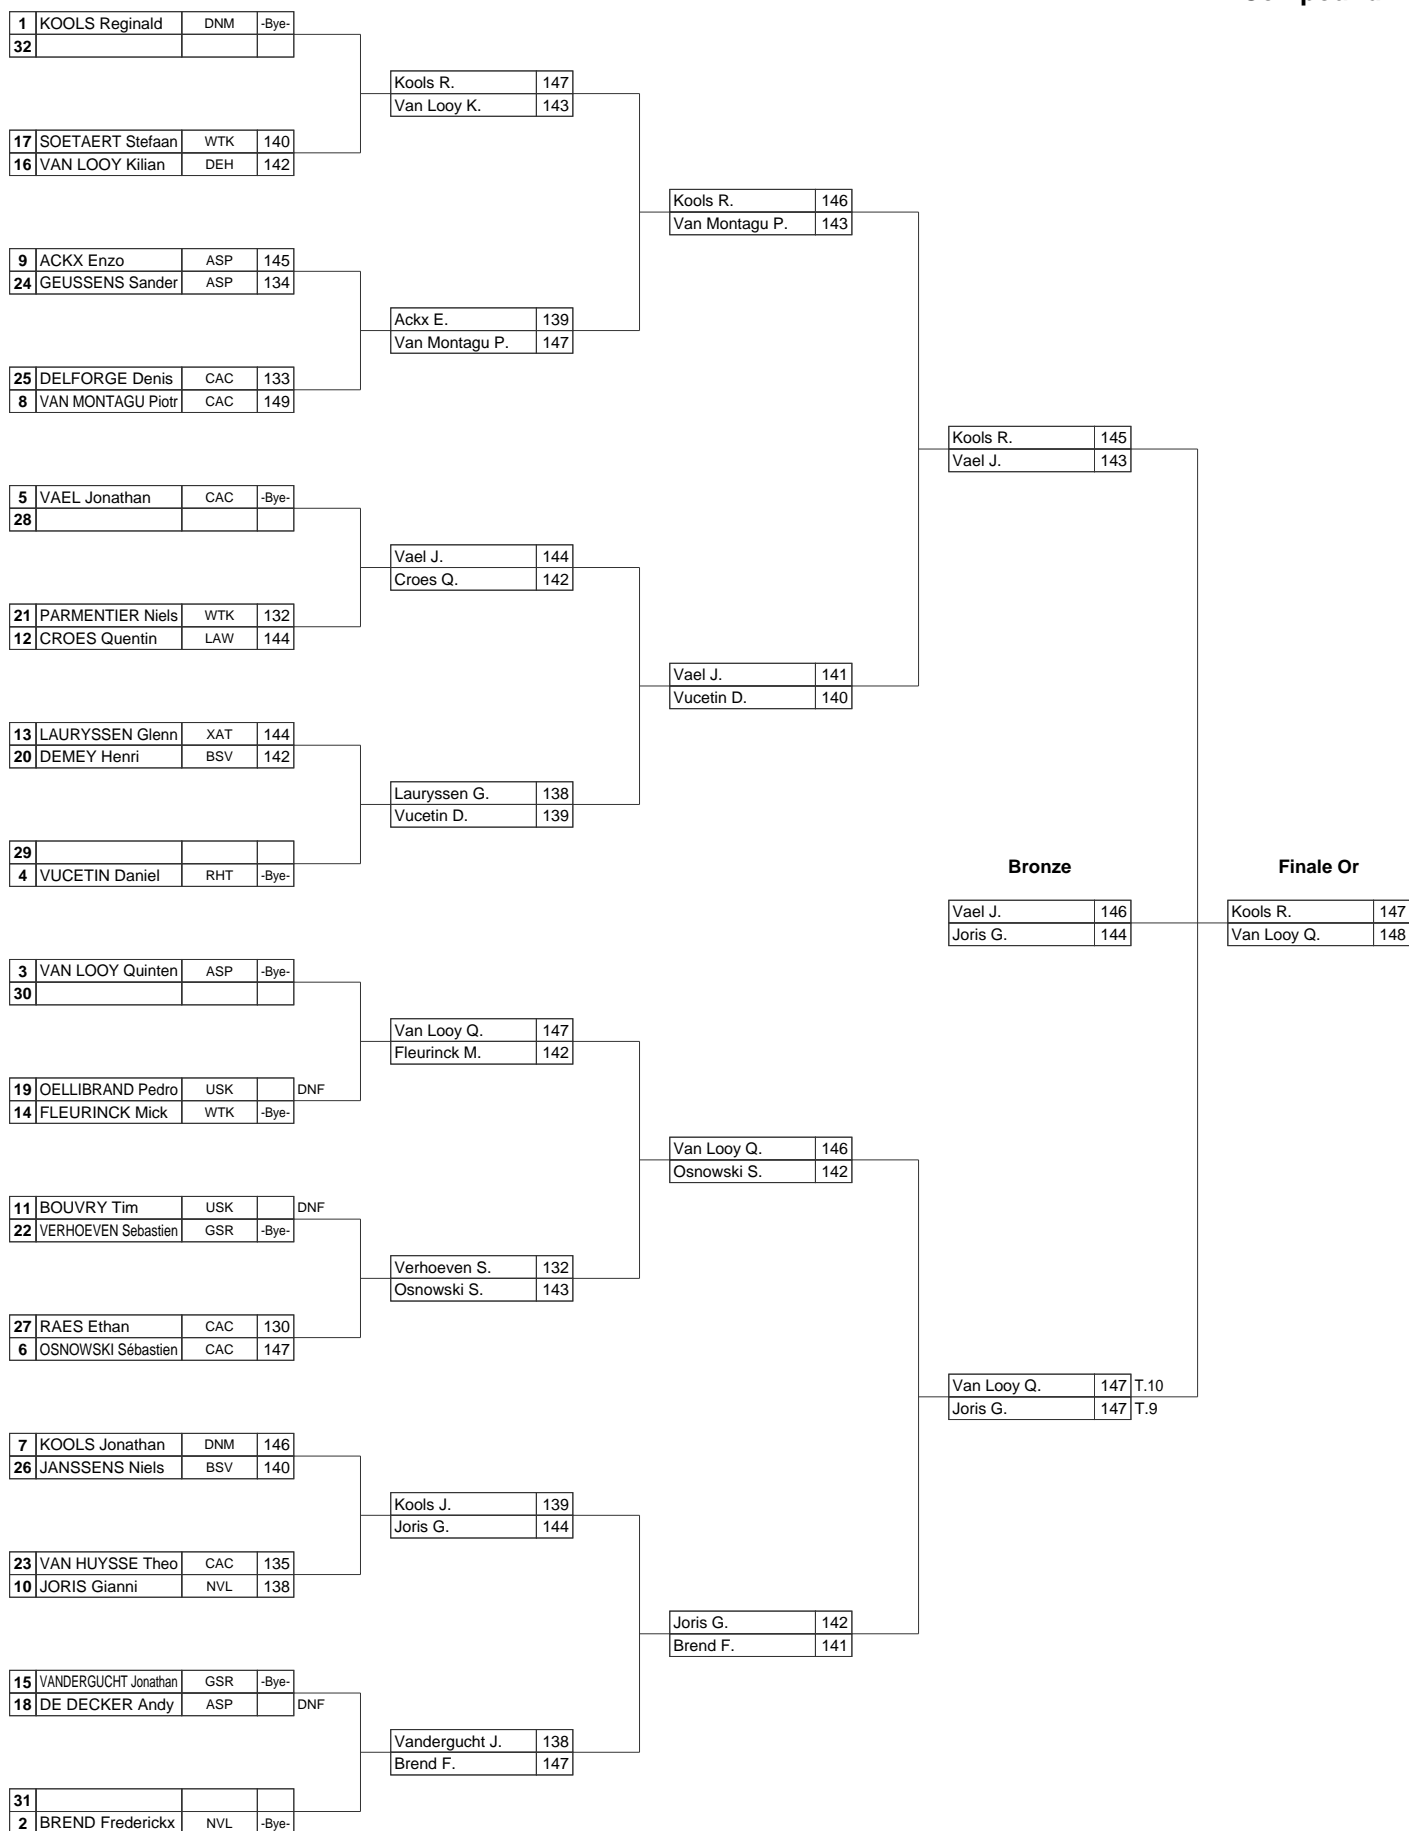 1 KOOLS Reginald DNM -Bye-
32
Kools R. 147
Van Looy K. 143
17 SOETAERT Stefaan WTK 140
16 VAN LOOY Kilian DEH 142
Kools R. 146
Van Montagu P. 143
9 ACKX Enzo ASP 145
24 GEUSSENS Sander ASP 134
Ackx E. 139
Van Montagu P. 147
25 DELFORGE Denis CAC 133
8 VAN MONTAGU Piotr CAC 149
Kools R. 145
Vael J. 143
5 VAEL Jonathan CAC -Bye-
28
Vael J. 144
Croes Q. 142
21 PARMENTIER Niels WTK 132
12 CROES Quentin LAW 144
Vael J. 141
Vucetin D. 140
13 LAURYSSEN Glenn XAT 144
20 DEMEY Henri BSV 142
Lauryssen G. 138
Vucetin D. 139
29
4 VUCETIN Daniel RHT -Bye-
Bronze Finale Or
Vael J. 146 Kools R. 147
Joris G. 144 Van Looy Q. 148
3 VAN LOOY Quinten ASP -Bye-
30
Van Looy Q. 147
Fleurinck M. 142
19 OELLIBRAND Pedro USK DNF
14 FLEURINCK Mick WTK -Bye-
Van Looy Q. 146
Osnowski S. 142
11 BOUVRY Tim USK DNF
22 VERHOEVEN Sebastien GSR -Bye-
Verhoeven S. 132
Osnowski S. 143
27 RAES Ethan CAC 130
6 OSNOWSKI Sébastien CAC 147
Van Looy Q. 147 T.10
Joris G. 147 T.9
7 KOOLS Jonathan DNM 146
26 JANSSENS Niels BSV 140
Kools J. 139
Joris G. 144
23 VAN HUYSSE Theo CAC 135
10 JORIS Gianni NVL 138
Joris G. 142
Brend F. 141
15 VANDERGUCHT Jonathan GSR -Bye-
18 DE DECKER Andy ASP DNF
Vandergucht J. 138
Brend F. 147
31
2 BREND Frederickx NVL -Bye-